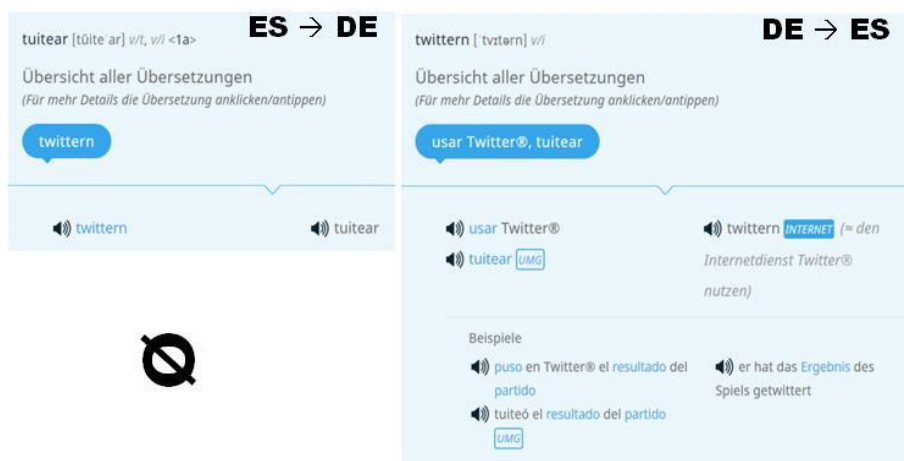 ES → DE
tuitear [tŭite'ar] v/t, v/i <1a>
Übersicht aller Übersetzungen
(Für mehr Details die Übersetzung anklicken/antippen)
twittern
twittern
tuitear
Ø
DE → ES
twittern ['tvɪtərn] v/i
Übersicht aller Übersetzungen
(Für mehr Details die Übersetzung anklicken/antippen)
usar Twitter®, tuitear
usar Twitter®
tuitear UMG
twittern INTERNET (= den
Internetdienst Twitter®
nutzen)
Beispiele
puso en Twitter® el resultado del
partido
tuiteó el resultado del partido
UMG
er hat das Ergebnis des
Spiels getwittert